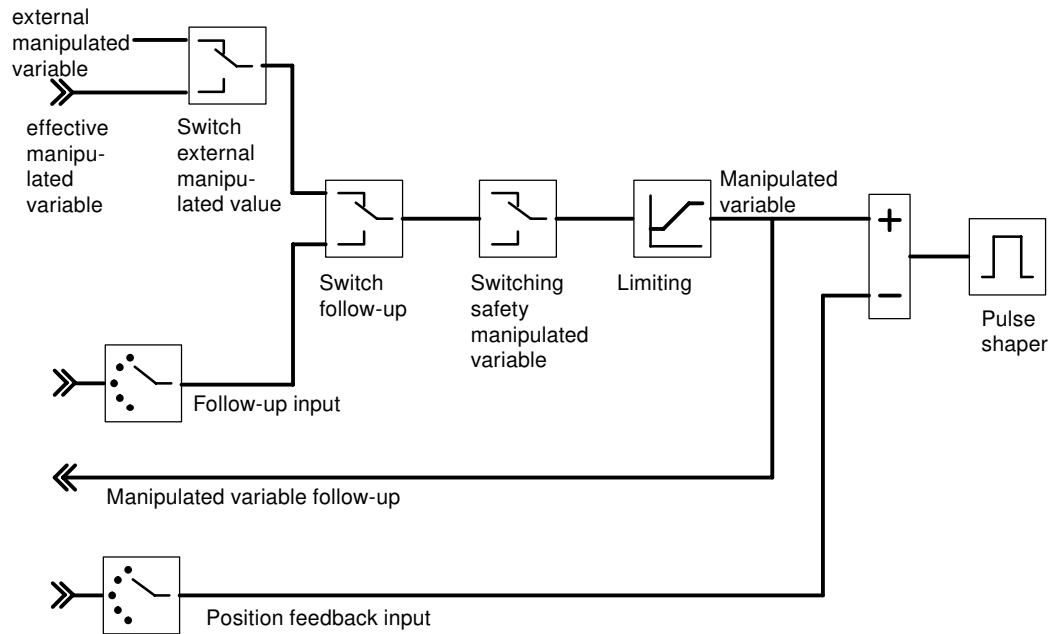 external
manipulated
variable
effective
manipu-
lated
variable
Switch
external
manipu-
lated value
Switch
follow-up
Switching
safety
manipulated
variable
Limiting
Manipulated
variable
+
−
Pulse
shaper
Follow-up input
Manipulated variable follow-up
Position feedback input